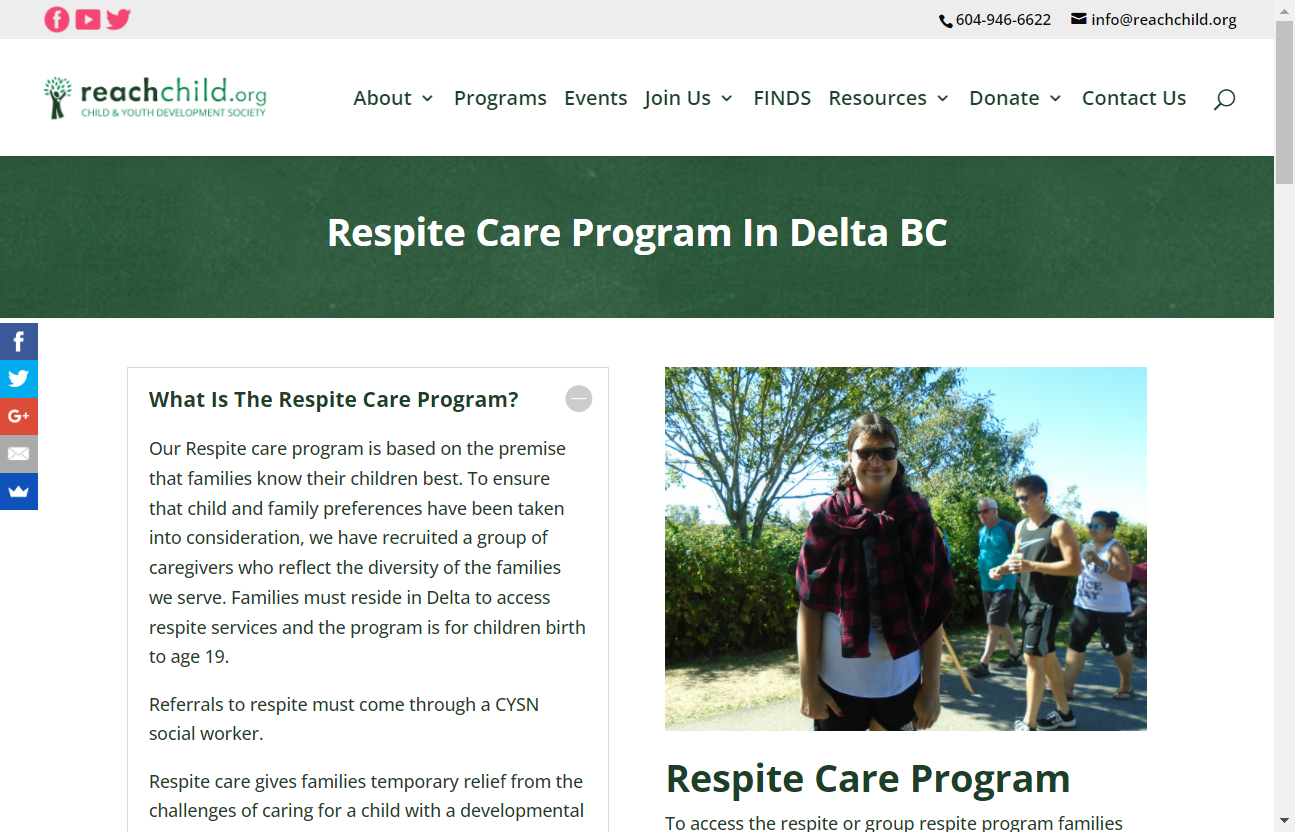 604-946-6622 info@reachchild.org
reachchild.org
CHILD & YOUTH DEVELOPMENT SOCIETY
About Programs Events Join Us FINDS Resources Donate Contact Us
Respite Care Program In Delta BC
What Is The Respite Care Program?
Our Respite care program is based on the premise
that families know their children best. To ensure
that child and family preferences have been taken
into consideration, we have recruited a group of
caregivers who reflect the diversity of the families
we serve. Families must reside in Delta to access
respite services and the program is for children birth
to age 19.
Referrals to respite must come through a CYSN
social worker.
Respite care gives families temporary relief from the
challenges of caring for a child with a developmental
Respite Care Program
To access the respite or group respite program families